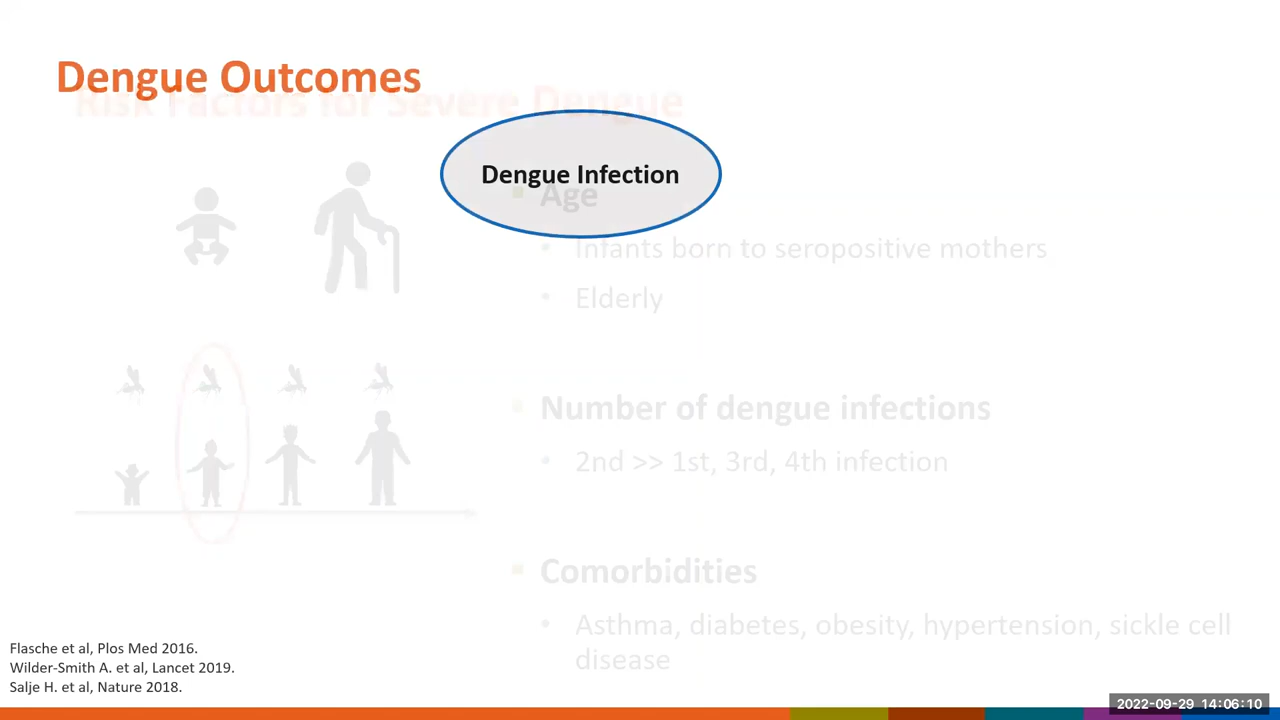 Dengue Outcomes
Risk Factors for Severe Dengue
Dengue Infection
Age
Infants born to seropositive mothers
Elderly
Number of dengue infections
2nd >> 1st, 3rd, 4th infection
Comorbidities
Asthma, diabetes, obesity, hypertension, sickle cell
disease
Flasche et al, Plos Med 2016.
Wilder-Smith A. et al, Lancet 2019.
Salje H. et al, Nature 2018.
2022-09-29 14:06:10